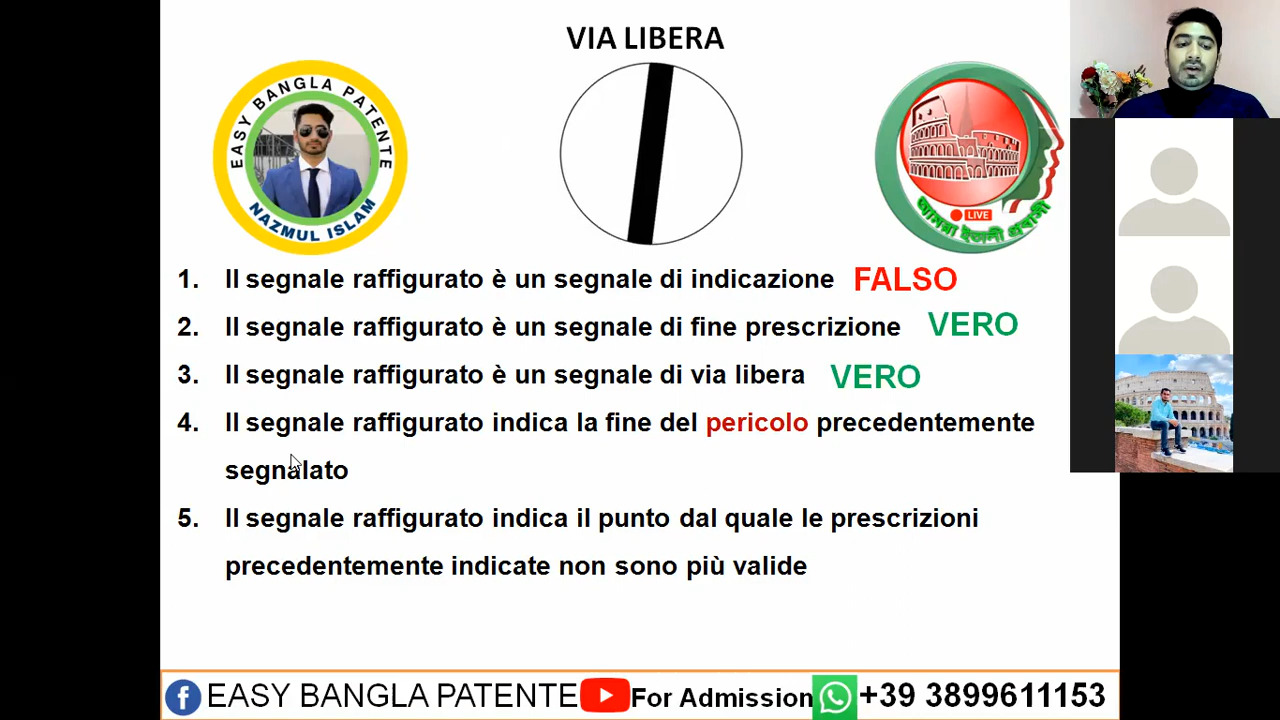 VIA LIBERA
EASY BANGLA PATENTE
NAZMUL ISLAM
LIVE
আমরা ইতালী প্রবাসী
1. Il segnale raffigurato è un segnale di indicazione FALSO
2. Il segnale raffigurato è un segnale di fine prescrizione VERO
3. Il segnale raffigurato è un segnale di via libera VERO
4. Il segnale raffigurato indica la fine del pericolo precedentemente
segnalato
5. Il segnale raffigurato indica il punto dal quale le prescrizioni
precedentemente indicate non sono più valide
EASY BANGLA PATENTE For Admission +39 3899611153